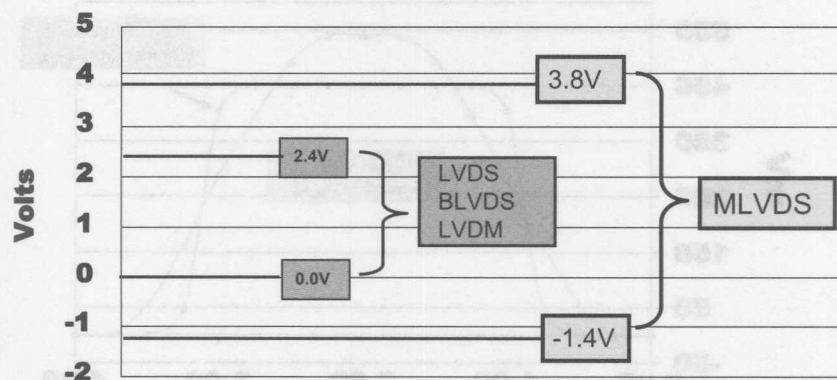 Volts
5
4
3
2
1
0
-1
-2
3.8V
2.4V
LVDS
BLVDS
LVDM
MLVDS
0.0V
-1.4V